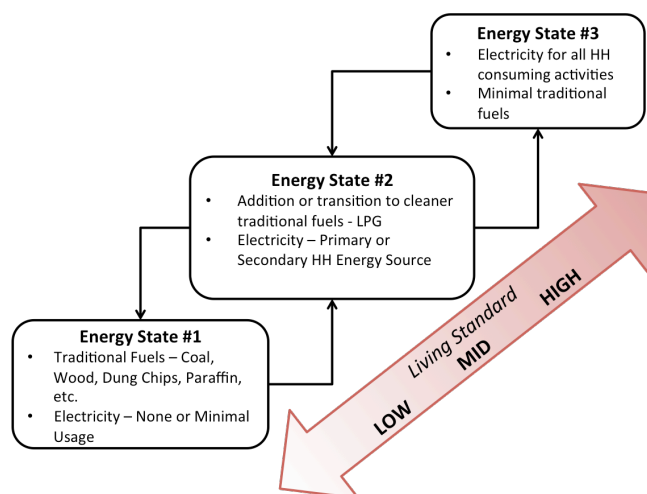 Energy State #3
• Electricity for all HH
consuming activities
• Minimal traditional
fuels
Energy State #2
• Addition or transition to cleaner
traditional fuels - LPG
• Electricity – Primary or
Secondary HH Energy Source
Energy State #1
• Traditional Fuels – Coal,
Wood, Dung Chips, Paraffin,
etc.
• Electricity – None or Minimal
Usage
Living Standard
LOW
MID
HIGH